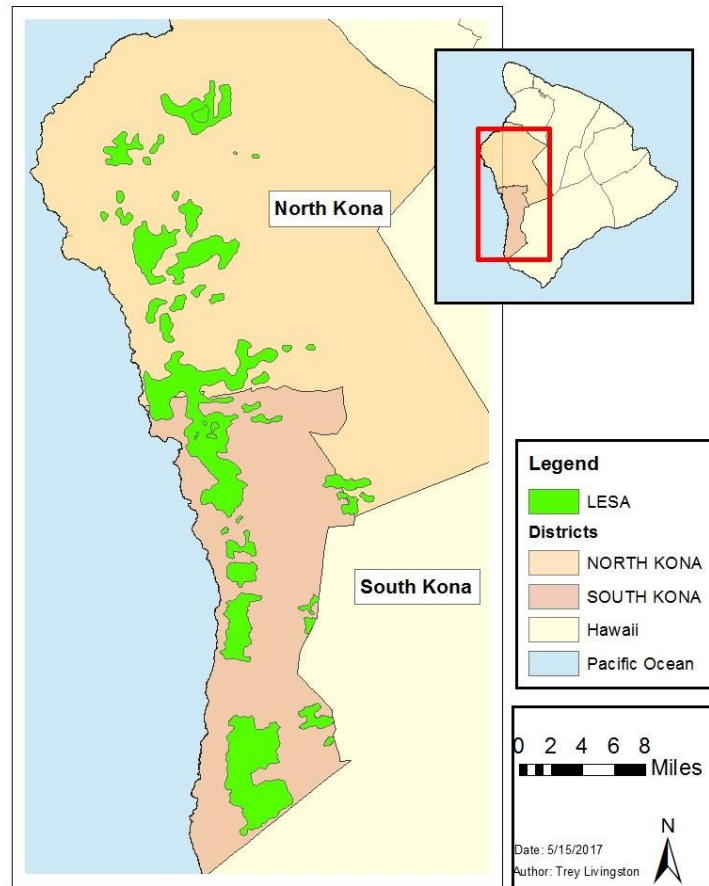 North Kona
South Kona
Legend
LESA
Districts
NORTH KONA
SOUTH KONA
Hawaii
Pacific Ocean
0 2 4 6 8
Miles
N
Date: 5/15/2017
Author: Trey Livingston